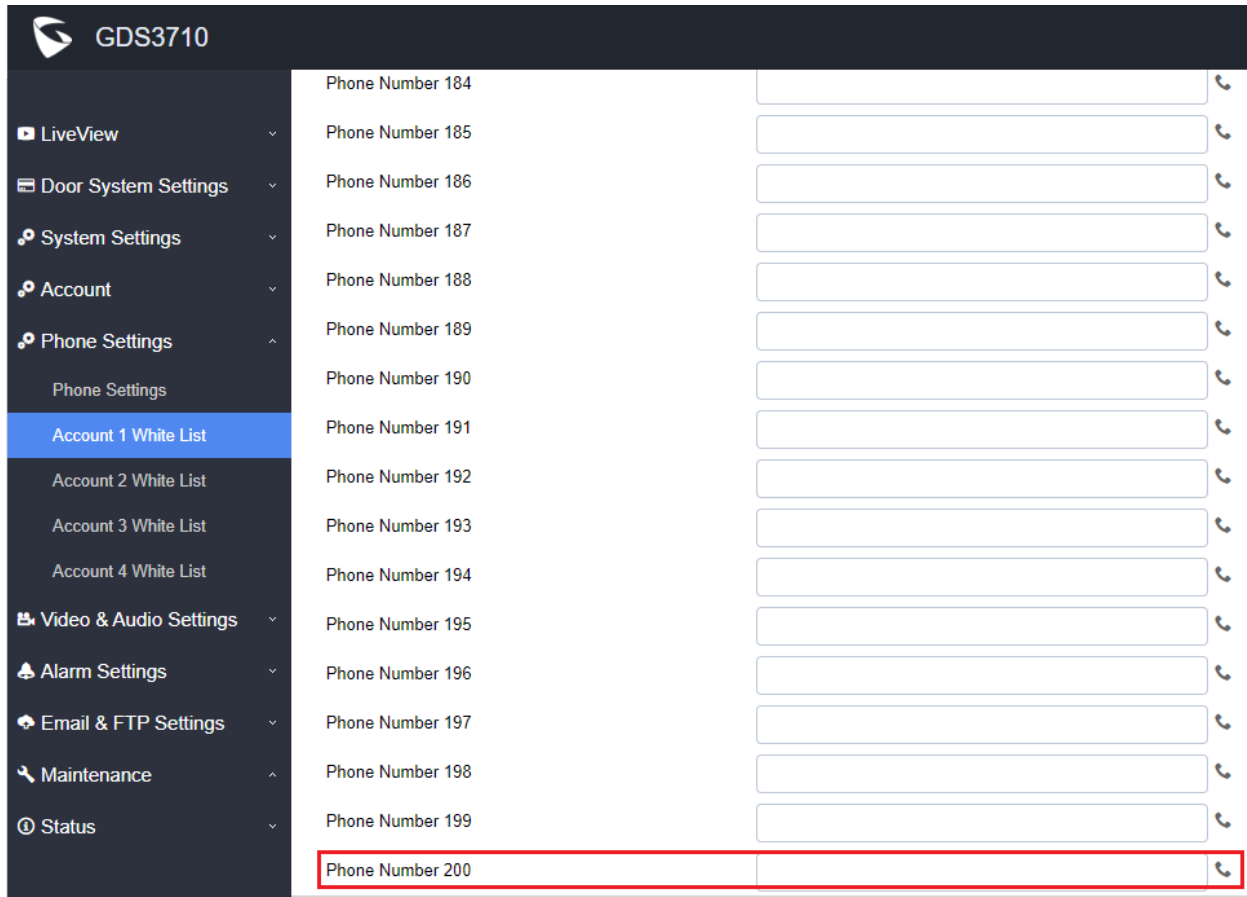 GDS3710
LiveView
Door System Settings
System Settings
Account
Phone Settings
Phone Settings
Account 1 White List
Account 2 White List
Account 3 White List
Account 4 White List
Video & Audio Settings
Alarm Settings
Email & FTP Settings
Maintenance
Status
Phone Number 184
Phone Number 185
Phone Number 186
Phone Number 187
Phone Number 188
Phone Number 189
Phone Number 190
Phone Number 191
Phone Number 192
Phone Number 193
Phone Number 194
Phone Number 195
Phone Number 196
Phone Number 197
Phone Number 198
Phone Number 199
Phone Number 200